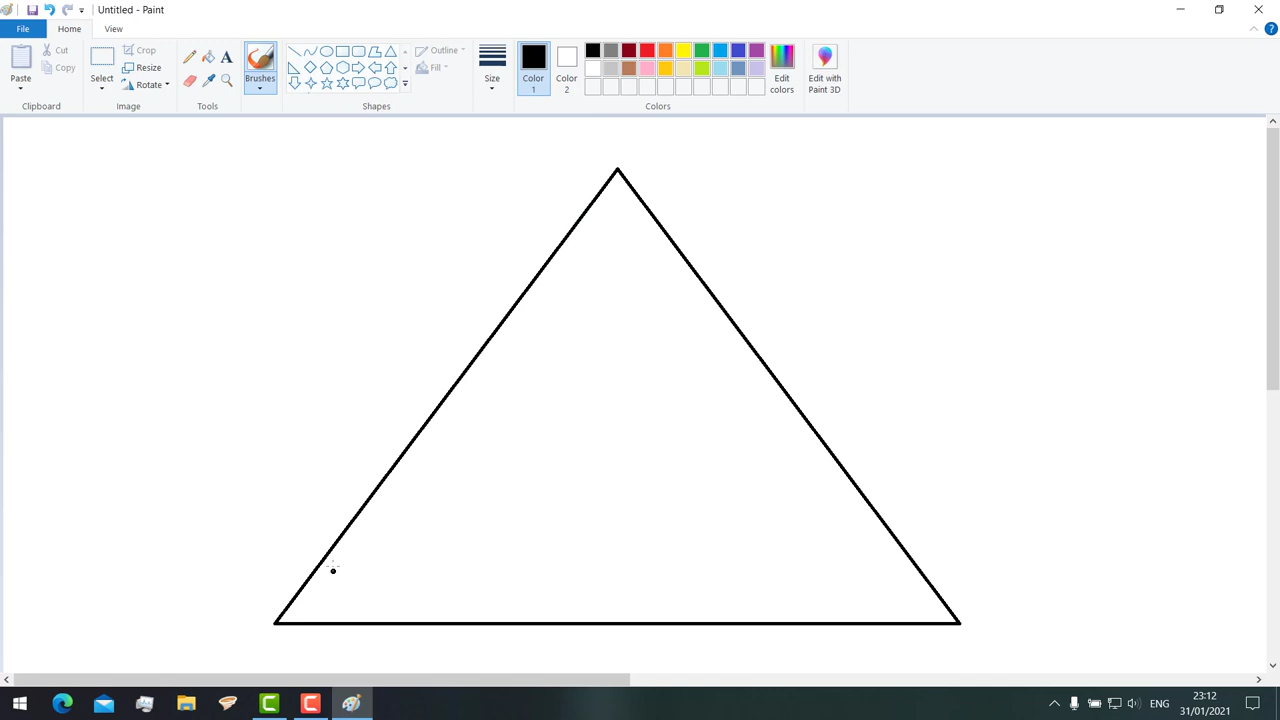 Untitled - Paint
File Home View
Paste
Cut
Copy
Clipboard
Select
Crop
Resize
Rotate
Image
A
Tools
Brushes
Outline
Fill
Shapes
Size
Color 1
Color 2
Edit colors
Colors
Edit with Paint 3D
ENG
23:12
31/01/2021